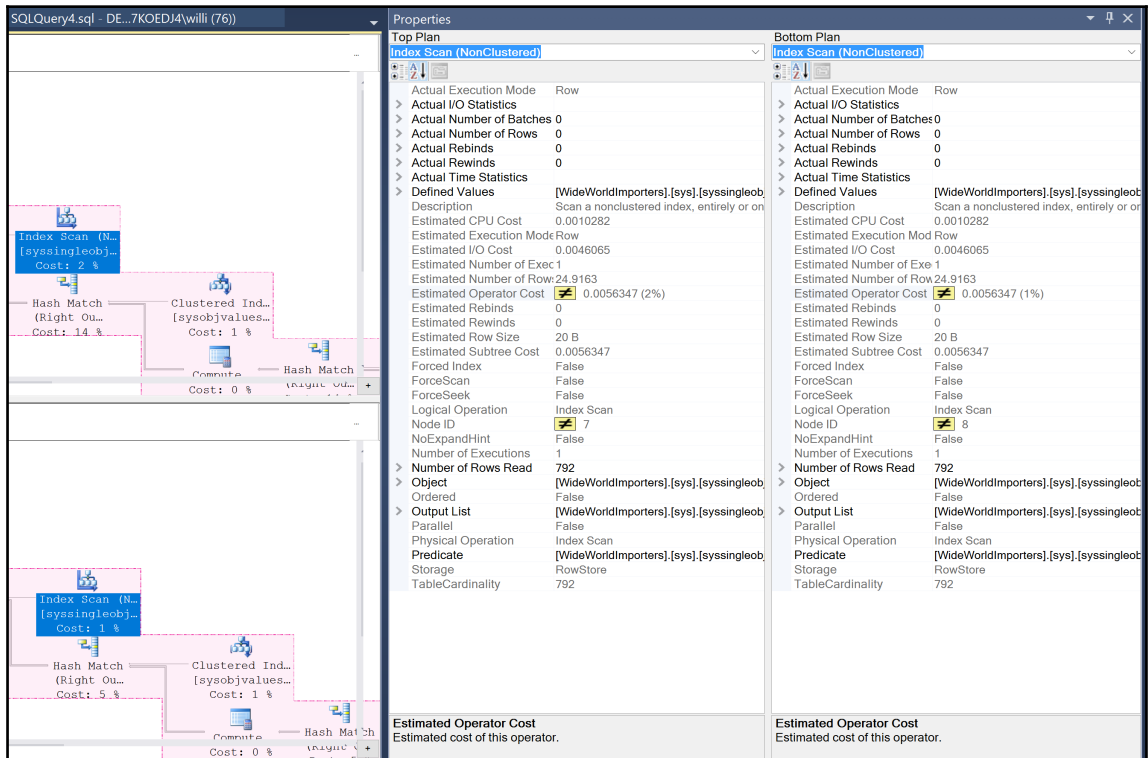 SQLQuery4.sql - DE...7KOEDJ4\willi (76))
...
Index Scan (N...
[syssingleobj...
Cost: 2 %
Hash Match
(Right Ou...
Cost: 14 %
Clustered Ind...
[sysobjvalues...
Cost: 1 %
Compute
Cost: 0 %
Hash Match
(Right Ou...
+
...
Index Scan (N...
[syssingleobj...
Cost: 1 %
Hash Match
(Right Ou...
Cost: 5 %
Clustered Ind...
[sysobjvalues...
Cost: 1 %
Compute
Cost: 0 %
Hash Match
+
Properties
Top Plan
Index Scan (NonClustered)
Actual Execution Mode Row
Actual I/O Statistics
Actual Number of Batches 0
Actual Number of Rows 0
Actual Rebinds 0
Actual Rewinds 0
Actual Time Statistics
Defined Values [WideWorldImporters].[sys].[syssingleobj
Description Scan a nonclustered index, entirely or on
Estimated CPU Cost 0.0010282
Estimated Execution Mode Row
Estimated I/O Cost 0.0046065
Estimated Number of Exec 1
Estimated Number of Row 24.9163
Estimated Operator Cost ≠ 0.0056347 (2%)
Estimated Rebinds 0
Estimated Rewinds 0
Estimated Row Size 20 B
Estimated Subtree Cost 0.0056347
Forced Index False
ForceScan False
ForceSeek False
Logical Operation Index Scan
Node ID ≠ 7
NoExpandHint False
Number of Executions 1
Number of Rows Read 792
Object [WideWorldImporters].[sys].[syssingleobj
Ordered False
Output List [WideWorldImporters].[sys].[syssingleobj
Parallel False
Physical Operation Index Scan
Predicate [WideWorldImporters].[sys].[syssingleobj
Storage RowStore
TableCardinality 792
Estimated Operator Cost
Estimated cost of this operator.
Bottom Plan
Index Scan (NonClustered)
Actual Execution Mode Row
Actual I/O Statistics
Actual Number of Batches 0
Actual Number of Rows 0
Actual Rebinds 0
Actual Rewinds 0
Actual Time Statistics
Defined Values [WideWorldImporters].[sys].[syssingleob
Description Scan a nonclustered index, entirely or or
Estimated CPU Cost 0.0010282
Estimated Execution Mod Row
Estimated I/O Cost 0.0046065
Estimated Number of Exe 1
Estimated Number of Row 24.9163
Estimated Operator Cost ≠ 0.0056347 (1%)
Estimated Rebinds 0
Estimated Rewinds 0
Estimated Row Size 20 B
Estimated Subtree Cost 0.0056347
Forced Index False
ForceScan False
ForceSeek False
Logical Operation Index Scan
Node ID ≠ 8
NoExpandHint False
Number of Executions 1
Number of Rows Read 792
Object [WideWorldImporters].[sys].[syssingleob
Ordered False
Output List [WideWorldImporters].[sys].[syssingleob
Parallel False
Physical Operation Index Scan
Predicate [WideWorldImporters].[sys].[syssingleob
Storage RowStore
TableCardinality 792
Estimated Operator Cost
Estimated cost of this operator.